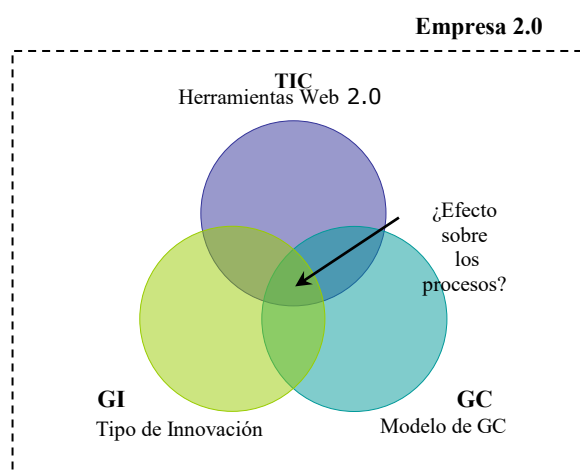 Empresa 2.0
TIC
Herramientas Web 2.0
¿Efecto
sobre
los
procesos?
GI
Tipo de Innovación
GC
Modelo de GC